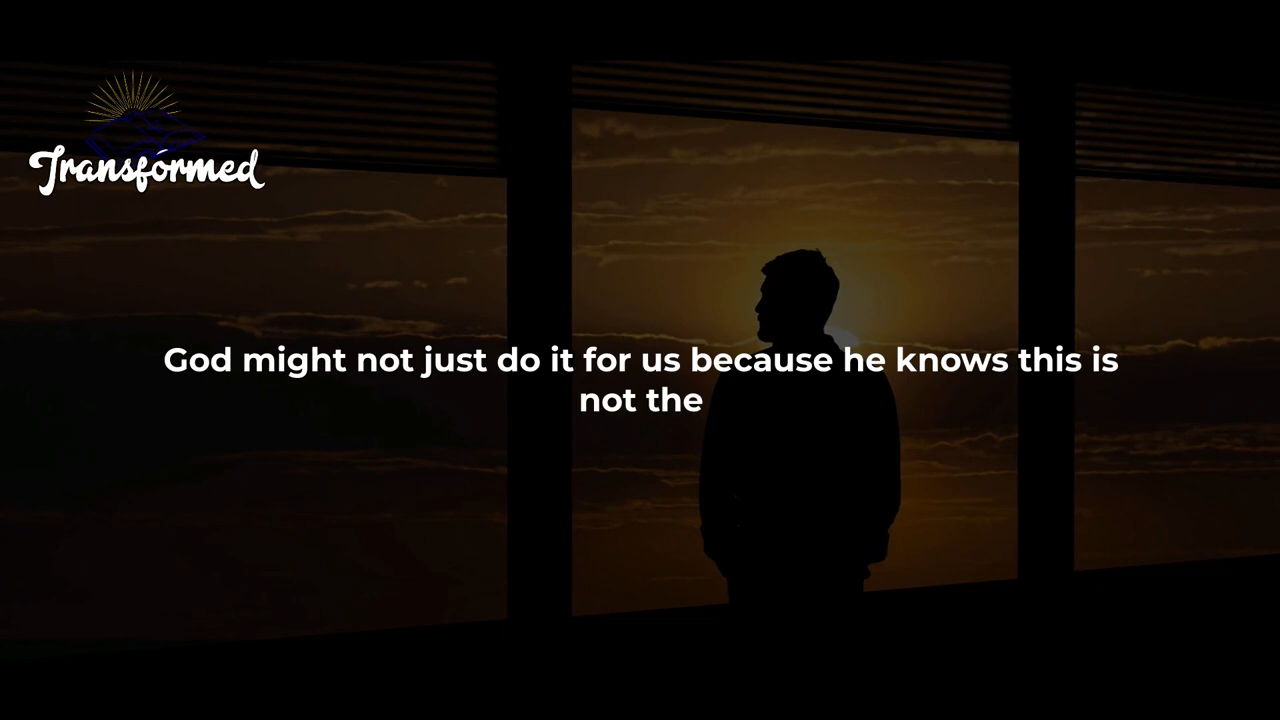 Transformed
God might not just do it for us because he knows this is
not the